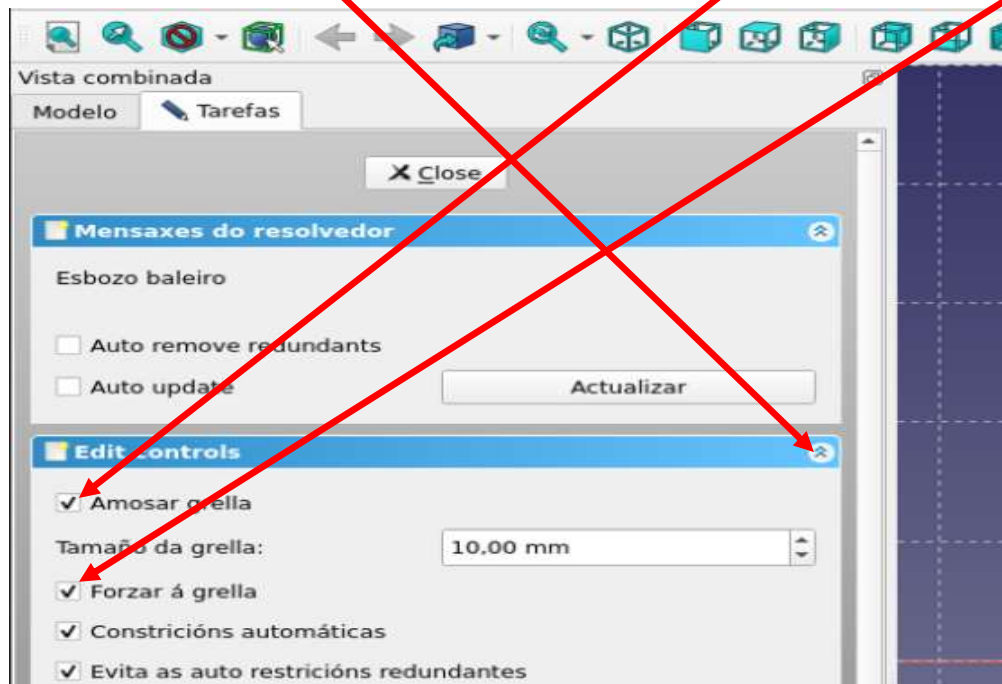 Vista combinada
Modelo Tarefas
Close
Mensaxes do resolvedor
Esbozo baleiro
Auto remove redundants
Auto update Actualizar
Edit controls
Amosar grella
Tamaño da grella: 10,00 mm
Forzar á grella
Constricións automáticas
Evita as auto restricións redundantes